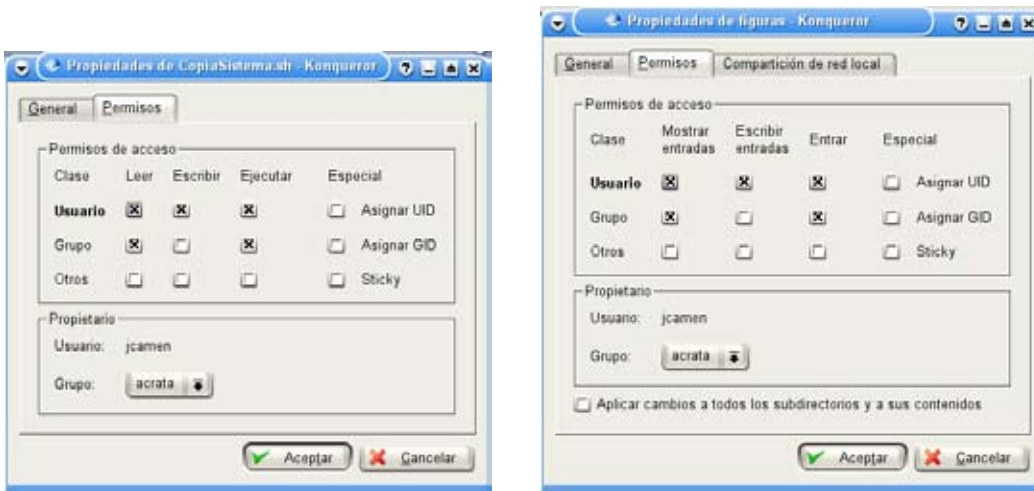 Propiedades de CopiaSistema.sh - Konqueror
General Permisos
Permisos de acceso
Clase Leer Escribir Ejecutar Especial
Usuario Asignar UID
Grupo Asignar GID
Otros Sticky
Propietario
Usuario: jcamen
Grupo: acrata
Aceptar Cancelar
Propiedades de figuras - Konqueror
General Permisos Compartición de red local
Permisos de acceso
Clase Mostrar entradas Escribir entradas Entrar Especial
Usuario Asignar UID
Grupo Asignar GID
Otros Sticky
Propietario
Usuario: jcamen
Grupo: acrata
Aplicar cambios a todos los subdirectorios y a sus contenidos
Aceptar Cancelar